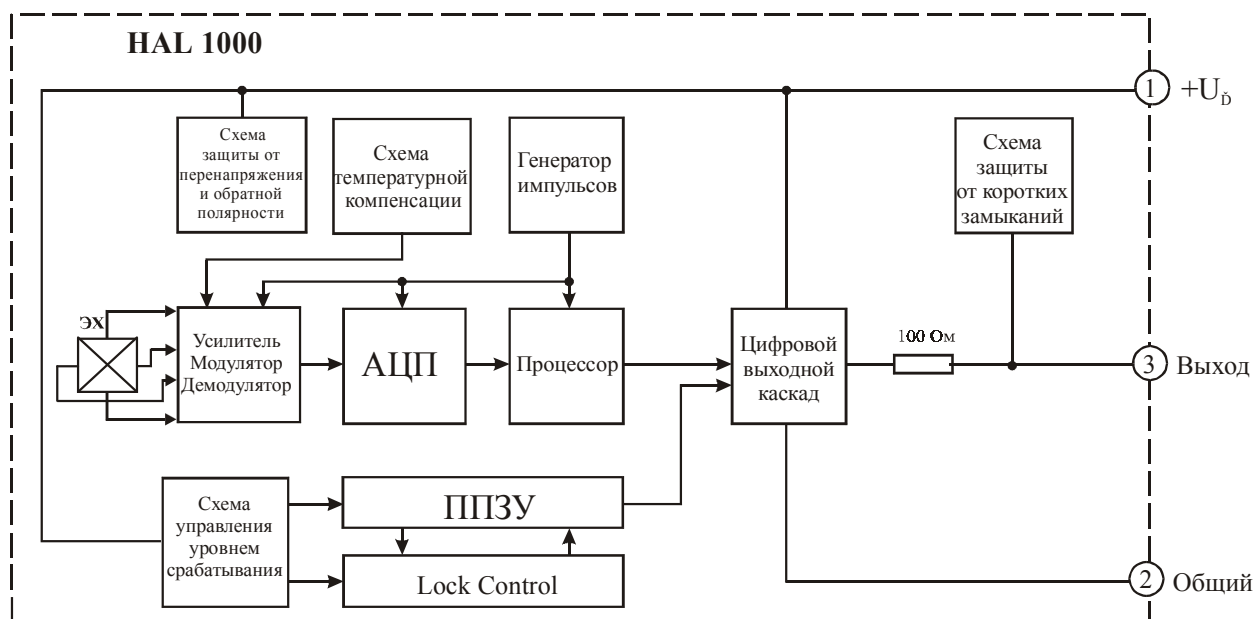 HAL 1000
1
+U_Ď
Схема
защиты от
перенапряжения
и обратной
полярности
Схема
температурной
компенсации
Генератор
импульсов
Схема
защиты
от коротких
замыканий
ЭХ
Усилитель
Модулятор
Демодулятор
АЦП
Процессор
Цифровой
выходной
каскад
100 Ом
3
Выход
Схема
управления
уровнем
срабатывания
ППЗУ
Lock Control
2
Общий